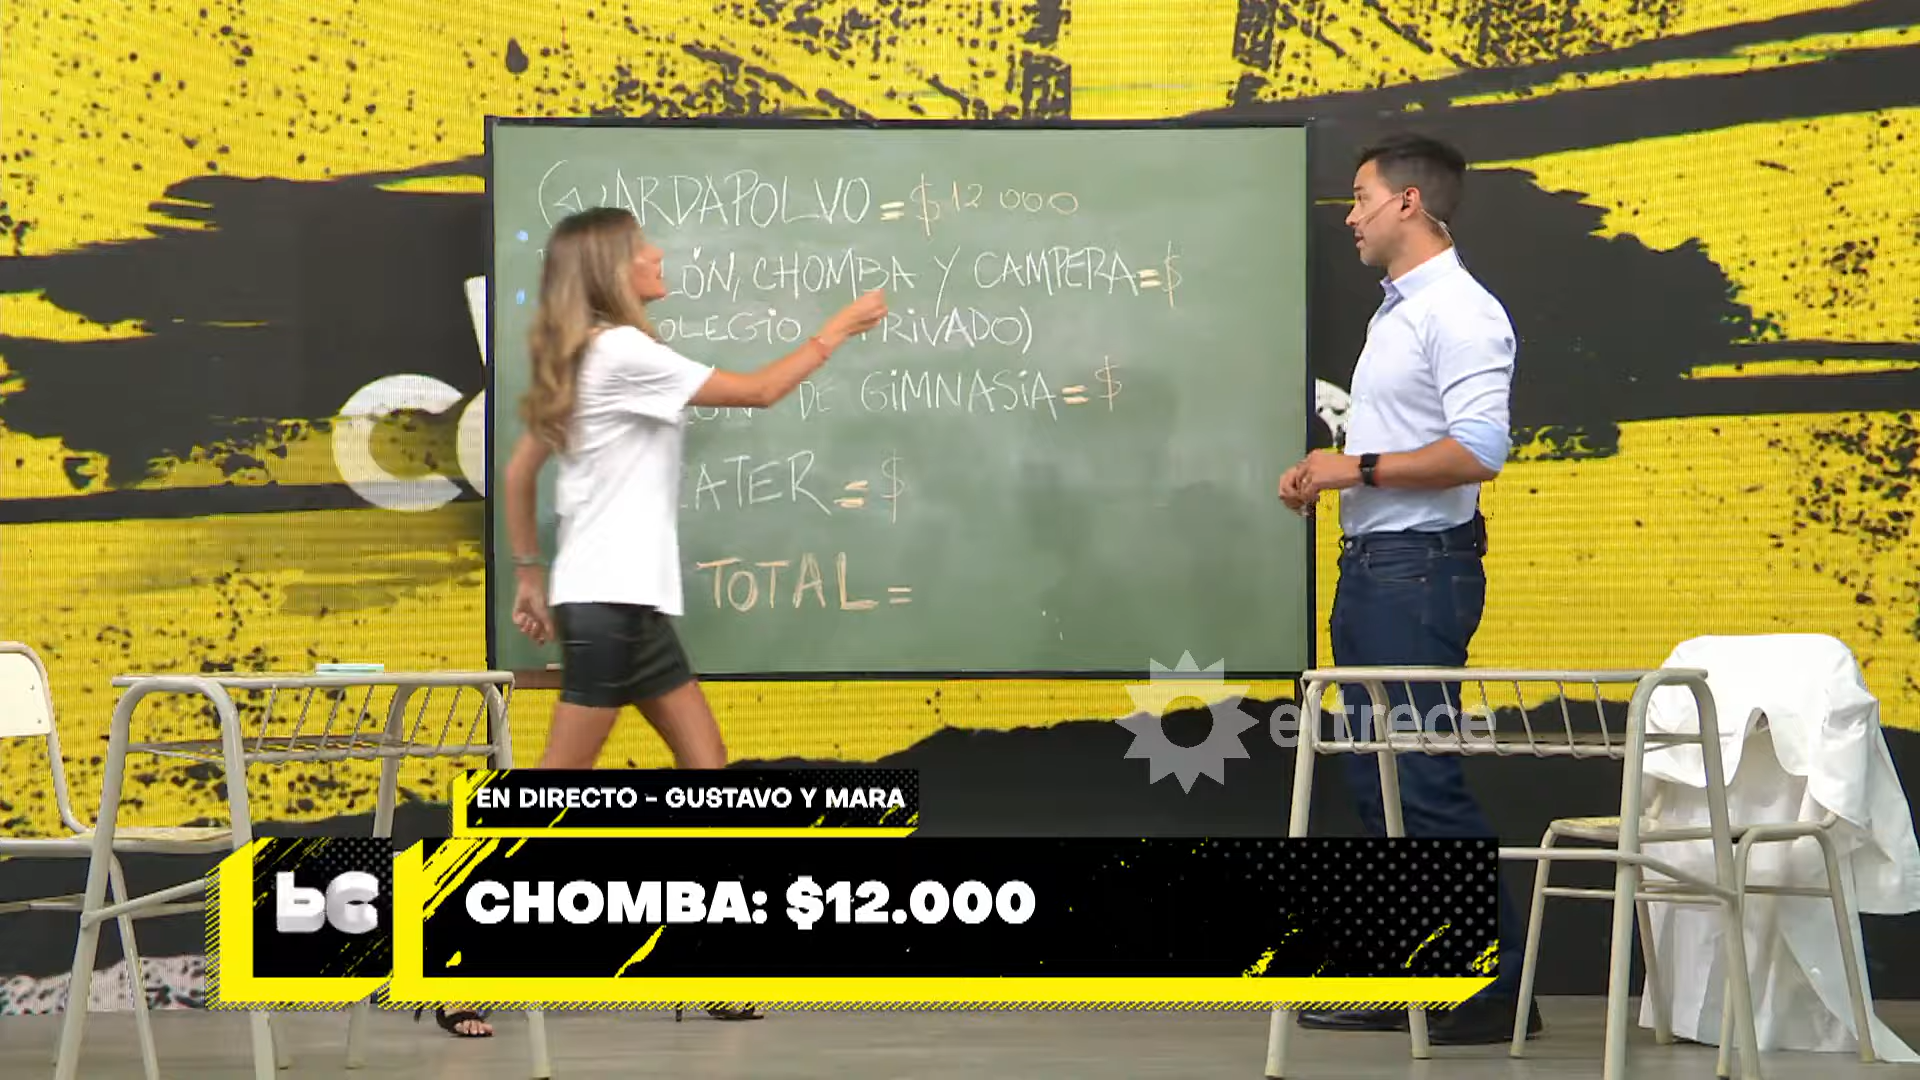 GUARDAPOLVO = $12 000
LÓN, CHOMBA Y CAMPERA = $
OLEGIO PRIVADO)
DE GIMNASIA = $
ATER = $
TOTAL =
eltrece
EN DIRECTO - GUSTAVO Y MARA
bC
CHOMBA: $12.000